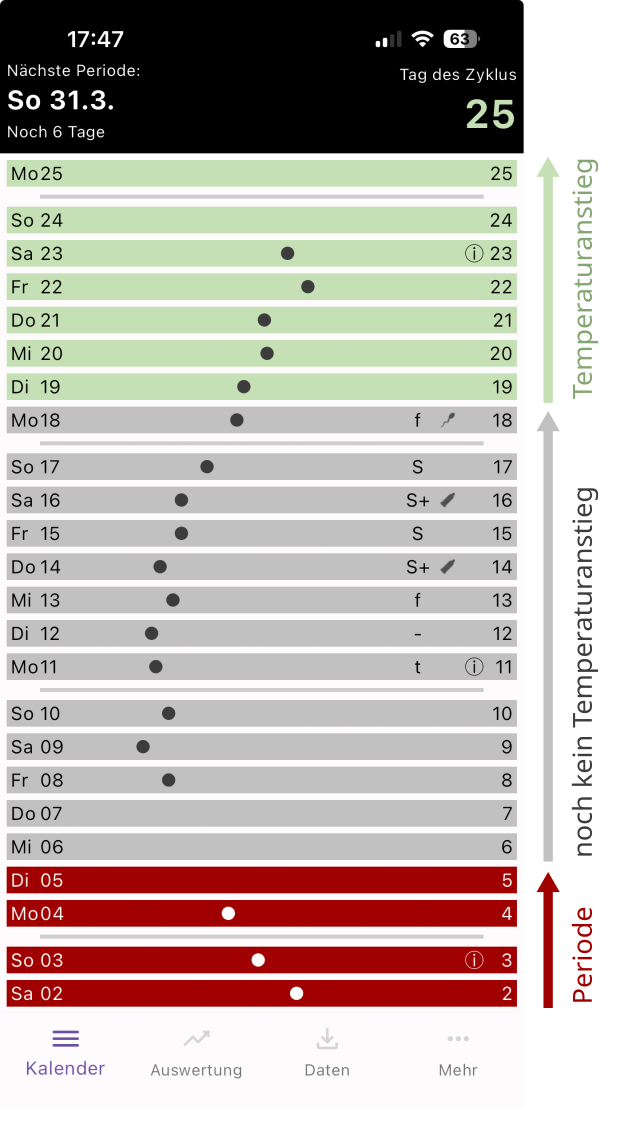 17:47
63
Nächste Periode:
So 31.3.
Noch 6 Tage
Tag des Zyklus
25
Mo 25 25
So 24 24
Sa 23 ⓘ 23
Fr 22 22
Do 21 21
Mi 20 20
Di 19 19
Mo 18 f 18
So 17 S 17
Sa 16 S+ 16
Fr 15 S 15
Do 14 S+ 14
Mi 13 f 13
Di 12 - 12
Mo 11 t ⓘ 11
So 10 10
Sa 09 9
Fr 08 8
Do 07 7
Mi 06 6
Di 05 5
Mo 04 4
So 03 ⓘ 3
Sa 02 2
Kalender
Auswertung
Daten
Mehr
Temperaturanstieg
noch kein Temperaturanstieg
Periode